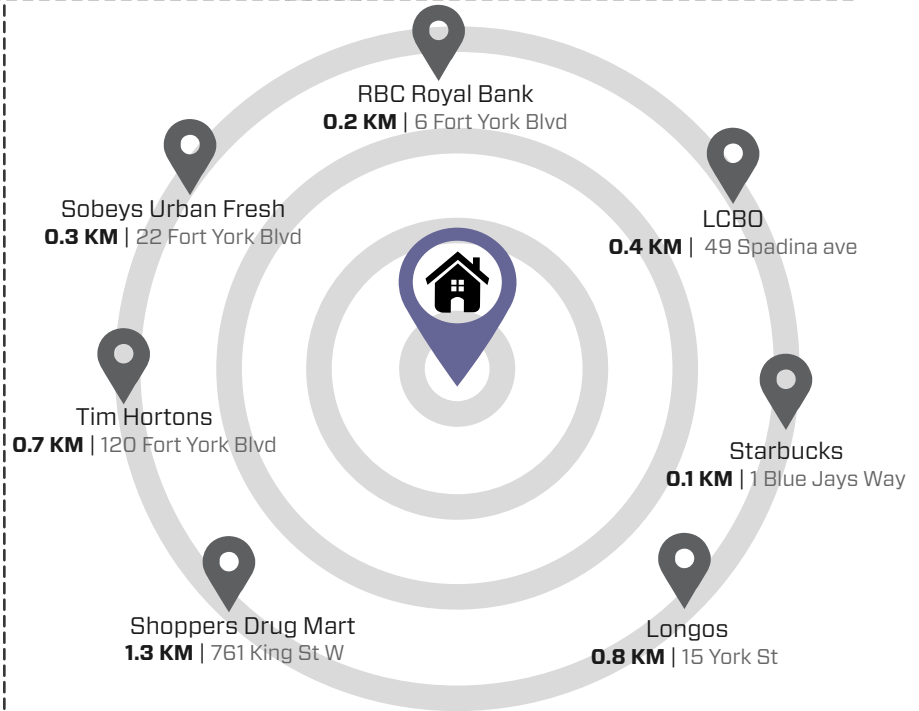 RBC Royal Bank
0.2 KM | 6 Fort York Blvd
Sobeys Urban Fresh
0.3 KM | 22 Fort York Blvd
LCBO
0.4 KM | 49 Spadina ave
Tim Hortons
0.7 KM | 120 Fort York Blvd
Starbucks
0.1 KM | 1 Blue Jays Way
Shoppers Drug Mart
1.3 KM | 761 King St W
Longos
0.8 KM | 15 York St